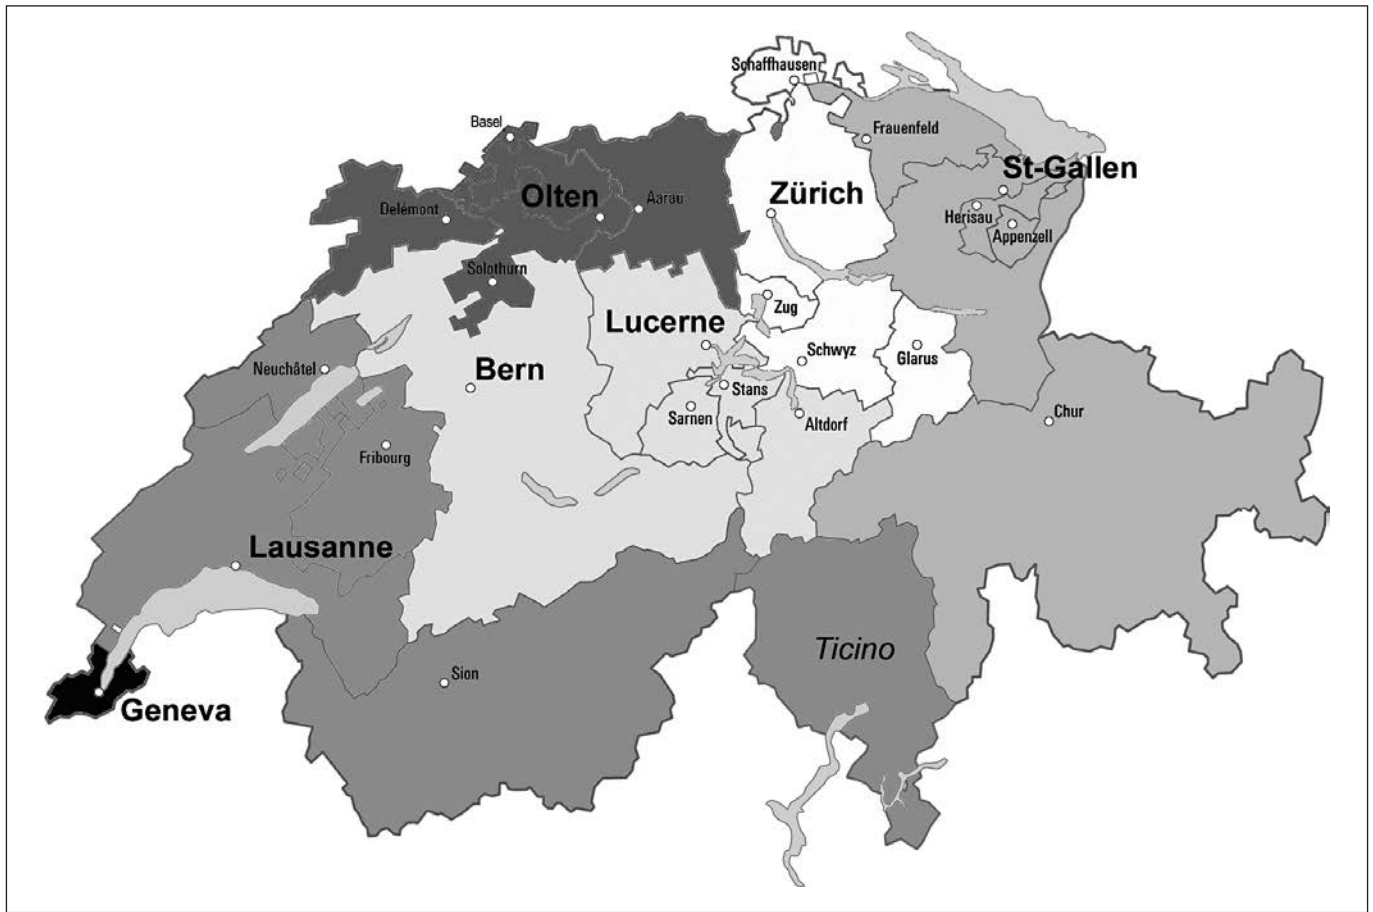 Schaffhausen
Basel
Frauenfeld
St-Gallen
Zürich
Olten
Aarau
Delémont
Herisau
Appenzell
Solothurn
Zug
Lucerne
Schwyz
Glarus
Neuchâtel
Bern
Stans
Sarnen
Altdorf
Chur
Fribourg
Lausanne
Ticino
Sion
Geneva